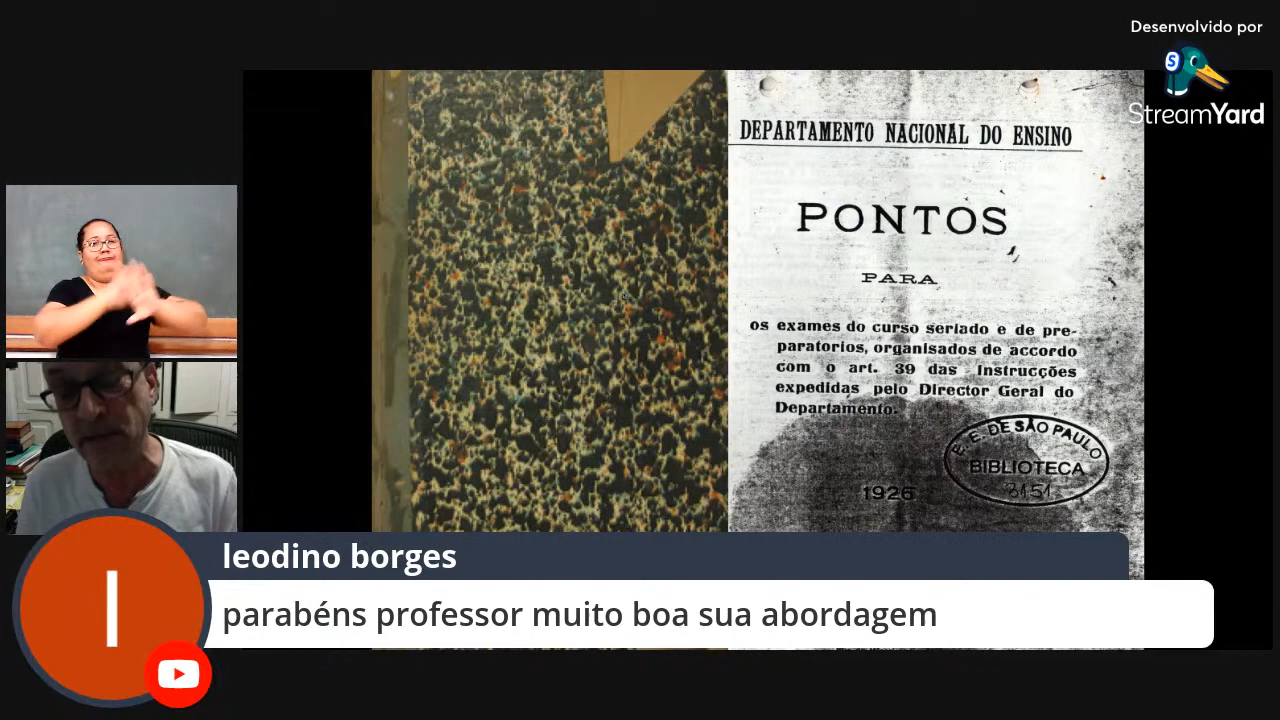 Desenvolvido por
StreamYard
DEPARTAMENTO NACIONAL DO ENSINO
PONTOS
PARA
os exames do curso seriado e de pre-
paratorios, organisados de accordo
com o art. 39 das Instrucções
expedidas pelo Director Geral do
Departamento.
E. E. DE SÃO PAULO
BIBLIOTECA
3151
1926
l
leodino borges
parabéns professor muito boa sua abordagem